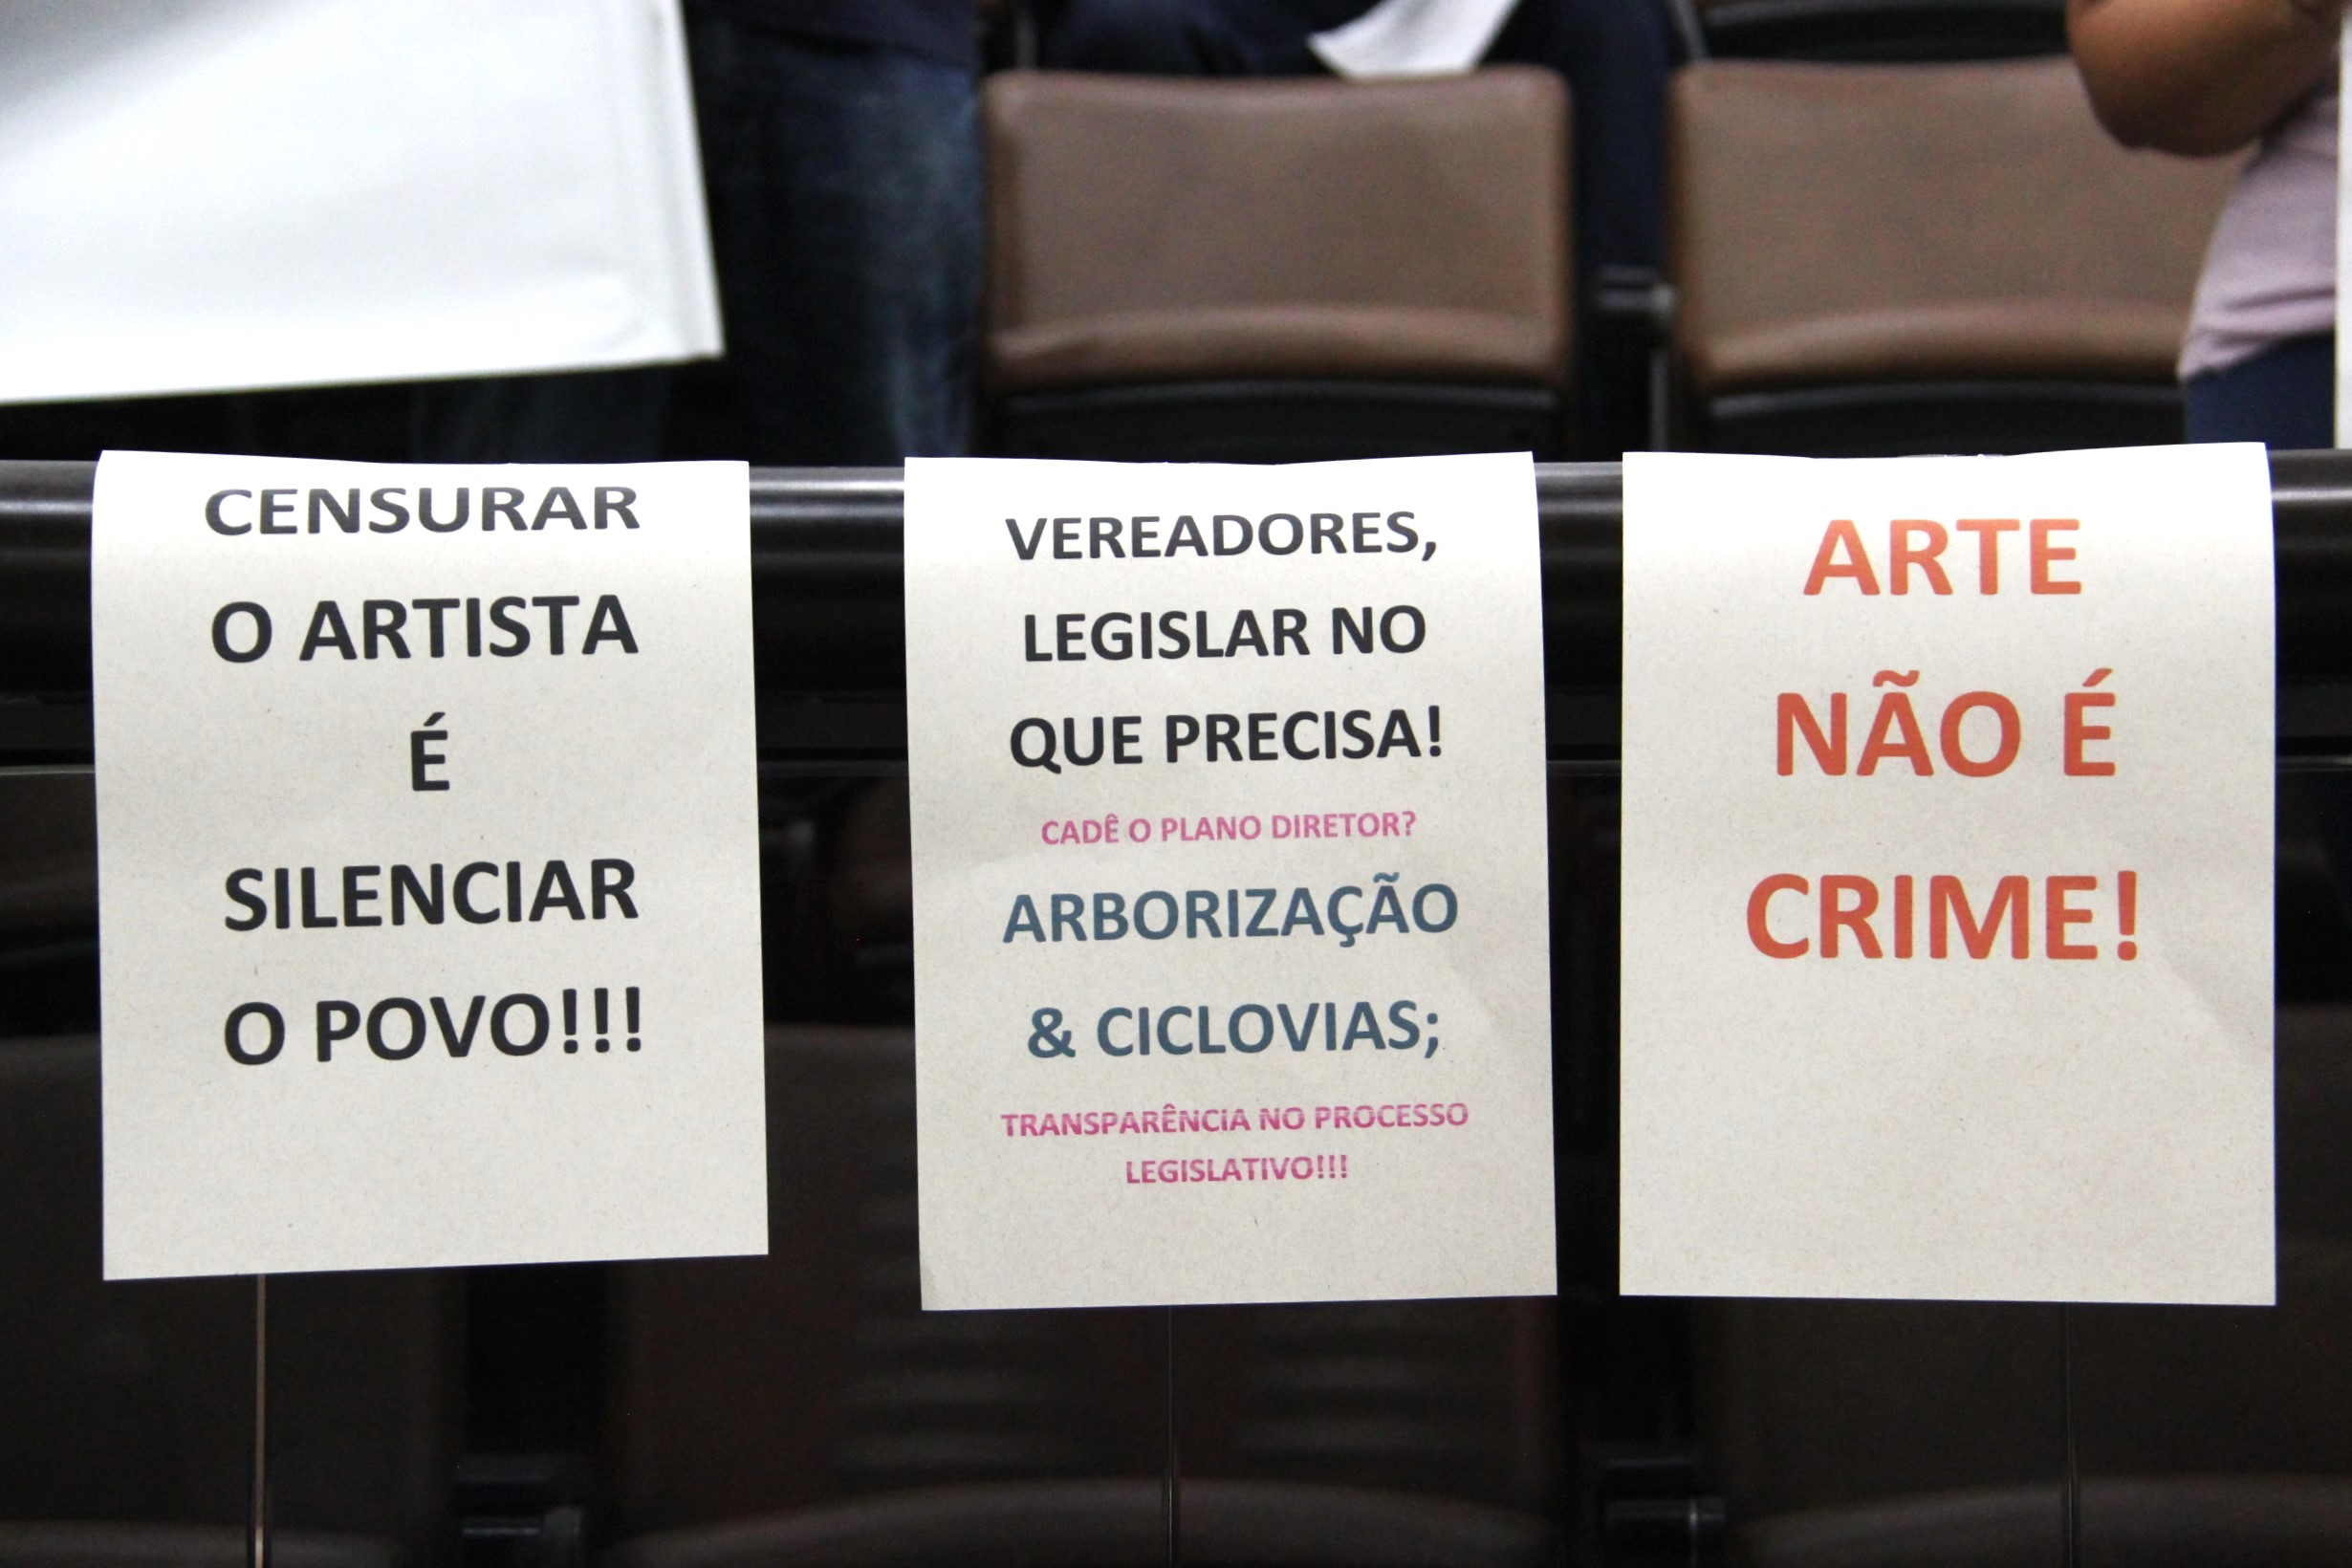 CENSURAR
O ARTISTA
É
SILENCIAR
O POVO!!!
VEREADORES,
LEGISLAR NO
QUE PRECISA!
CADÊ O PLANO DIRETOR?
ARBORIZAÇÃO
& CICLOVIAS;
TRANSPARÊNCIA NO PROCESSO
LEGISLATIVO!!!
ARTE
NÃO É
CRIME!